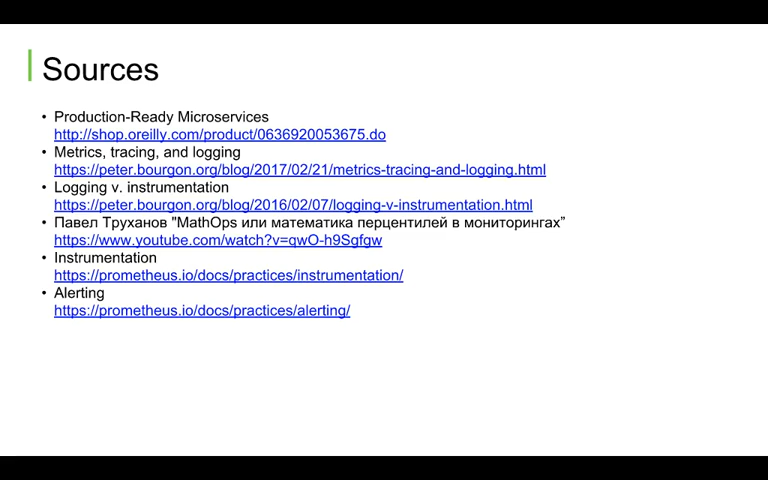 Sources
• Production-Ready Microservices
http://shop.oreilly.com/product/0636920053675.do
• Metrics, tracing, and logging
https://peter.bourgon.org/blog/2017/02/21/metrics-tracing-and-logging.html
• Logging v. instrumentation
https://peter.bourgon.org/blog/2016/02/07/logging-v-instrumentation.html
• Павел Труханов "MathOps или математика перцентилей в мониторингах”
https://www.youtube.com/watch?v=qwO-h9Sgfgw
• Instrumentation
https://prometheus.io/docs/practices/instrumentation/
• Alerting
https://prometheus.io/docs/practices/alerting/